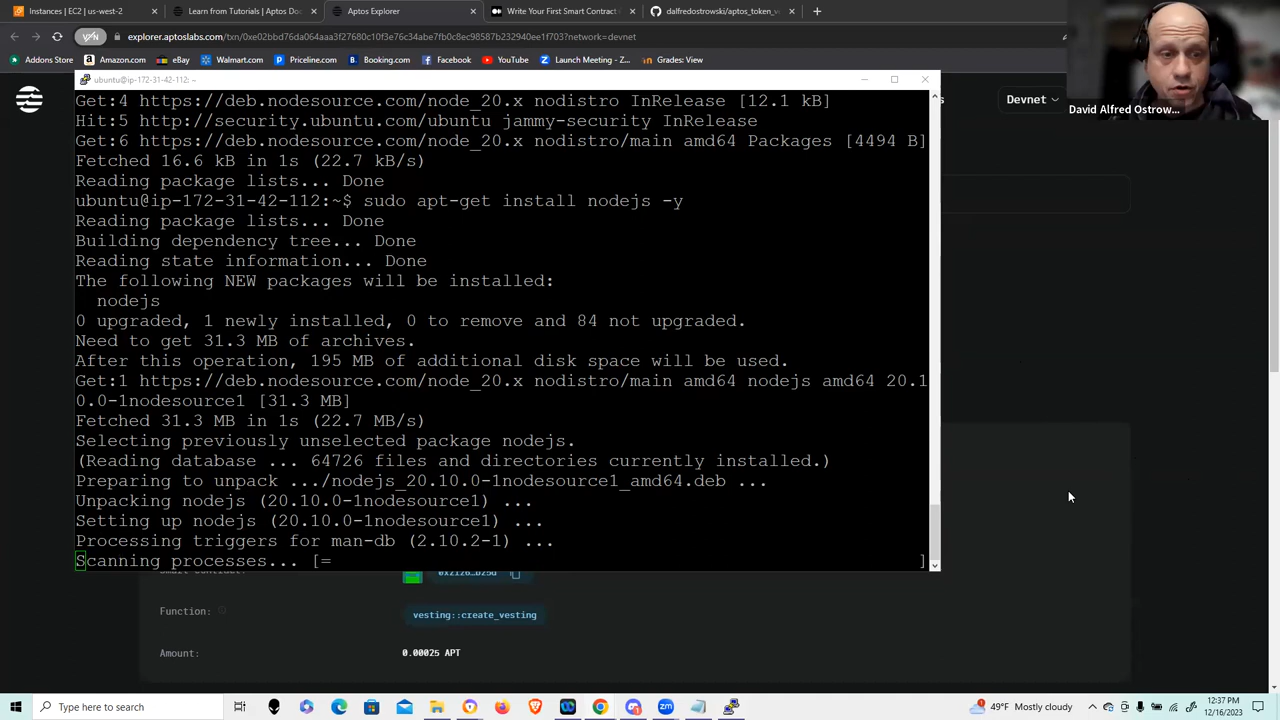 Instances | EC2 | us-west-2
Learn from Tutorials | Aptos Doc
Aptos Explorer
Write Your First Smart Contract
dalfredostrowski/aptos_token_v
explorer.aptoslabs.com/txn/0xe02bbd76da064aaa3f27680c10f3e76c34abe7fb0c8ec98587b232940ee1f703?network=devnet
Addons Store
Amazon.com
eBay
Walmart.com
Priceline.com
Booking.com
Facebook
YouTube
Launch Meeting - Z...
Grades: View
David Alfred Ostrow...
Devnet
ubuntu@ip-172-31-42-112: ~
Get:4 https://deb.nodesource.com/node_20.x nodistro InRelease [12.1 kB]
Hit:5 http://security.ubuntu.com/ubuntu jammy-security InRelease
Get:6 https://deb.nodesource.com/node_20.x nodistro/main amd64 Packages [4494 B]
Fetched 16.6 kB in 1s (22.7 kB/s)
Reading package lists... Done
ubuntu@ip-172-31-42-112:~$ sudo apt-get install nodejs -y
Reading package lists... Done
Building dependency tree... Done
Reading state information... Done
The following NEW packages will be installed:
nodejs
0 upgraded, 1 newly installed, 0 to remove and 84 not upgraded.
Need to get 31.3 MB of archives.
After this operation, 195 MB of additional disk space will be used.
Get:1 https://deb.nodesource.com/node_20.x nodistro/main amd64 nodejs amd64 20.1
0.0-1nodesource1 [31.3 MB]
Fetched 31.3 MB in 1s (22.7 MB/s)
Selecting previously unselected package nodejs.
(Reading database ... 64726 files and directories currently installed.)
Preparing to unpack .../nodejs_20.10.0-1nodesource1_amd64.deb ...
Unpacking nodejs (20.10.0-1nodesource1) ...
Setting up nodejs (20.10.0-1nodesource1) ...
Processing triggers for man-db (2.10.2-1) ...
Scanning processes... [= ]
Function:
vesting::create_vesting
Amount:
0.00025 APT
Type here to search
49°F Mostly cloudy
12:37 PM
12/16/2023